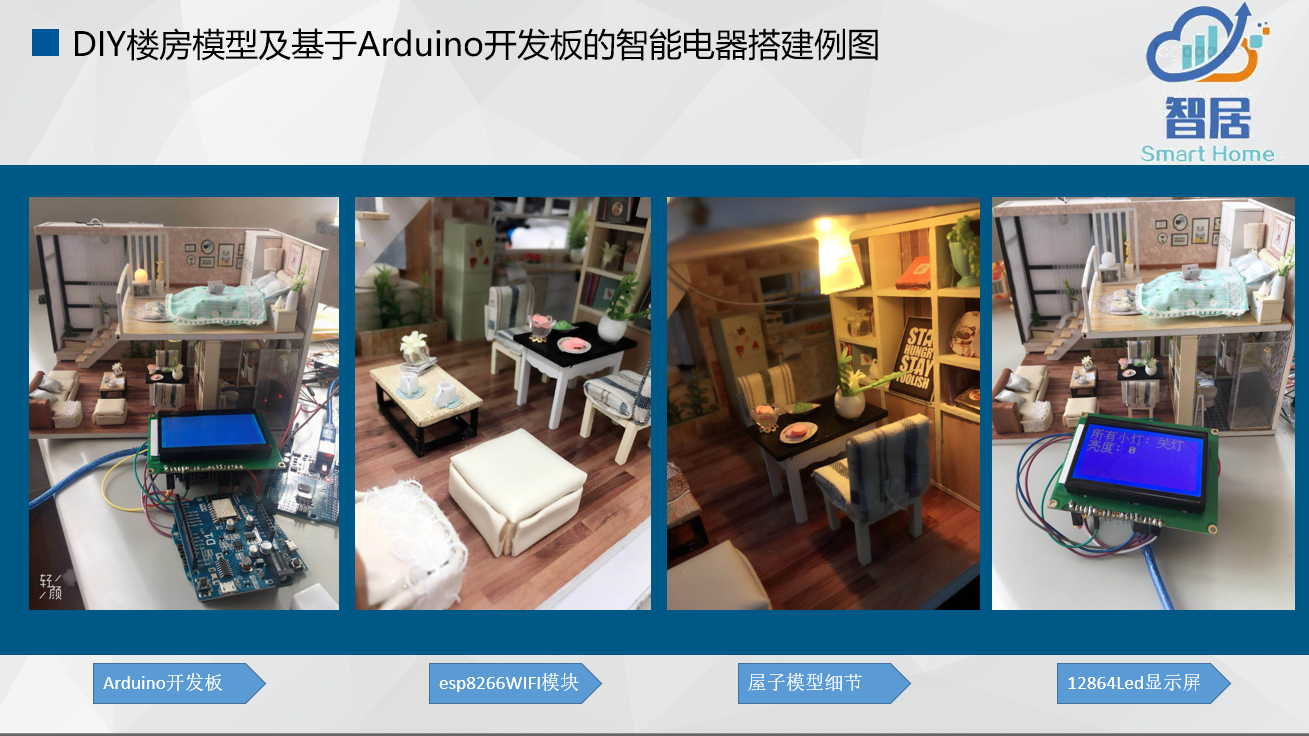 DIY楼房模型及基于Arduino开发板的智能电器搭建例图
智居
Smart Home
轻
颜
STAY
HUNGRY
STAY
FOOLISH
所有小灯：关灯
亮度：0
Arduino开发板
esp8266WIFI模块
屋子模型细节
12864Led显示屏